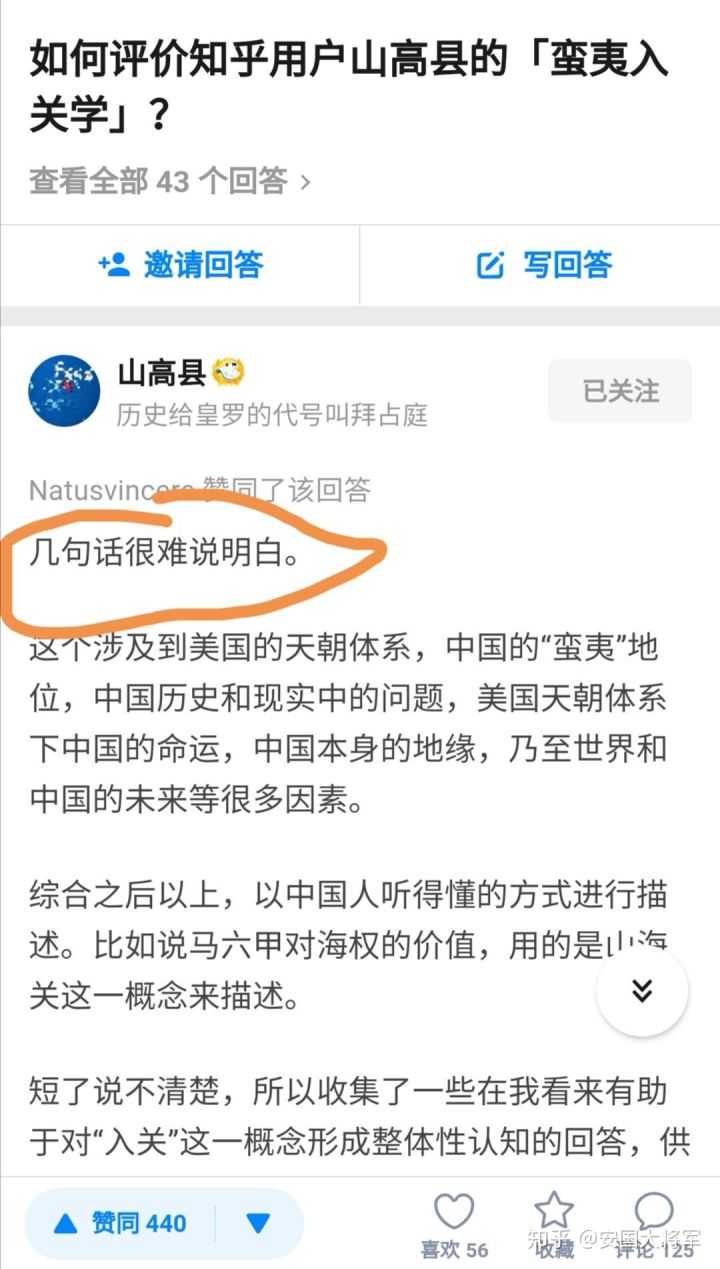 如何评价知乎用户山高县的「蛮夷入
关学」？
查看全部 43 个回答 ›
邀请回答
写回答
山高县
已关注
历史给皇罗的代号叫拜占庭
Natusvincere 赞同了该回答
几句话很难说明白。
这个涉及到美国的天朝体系，中国的“蛮夷”地
位，中国历史和现实中的问题，美国天朝体系
下中国的命运，中国本身的地缘，乃至世界和
中国的未来等很多因素。
综合之后以上，以中国人听得懂的方式进行描
述。比如说马六甲对海权的价值，用的是山海
关这一概念来描述。
短了说不清楚，所以收集了一些在我看来有助
于对“入关”这一概念形成整体性认知的回答，供
赞同 440
喜欢 56
收藏
评论 125
知乎 @安国大将军